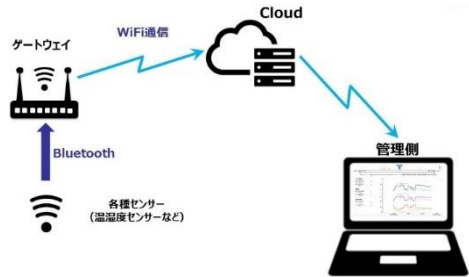 Cloud
WiFi通信
ゲートウェイ
管理側
Bluetooth
各種センサー
（温湿度センサーなど）